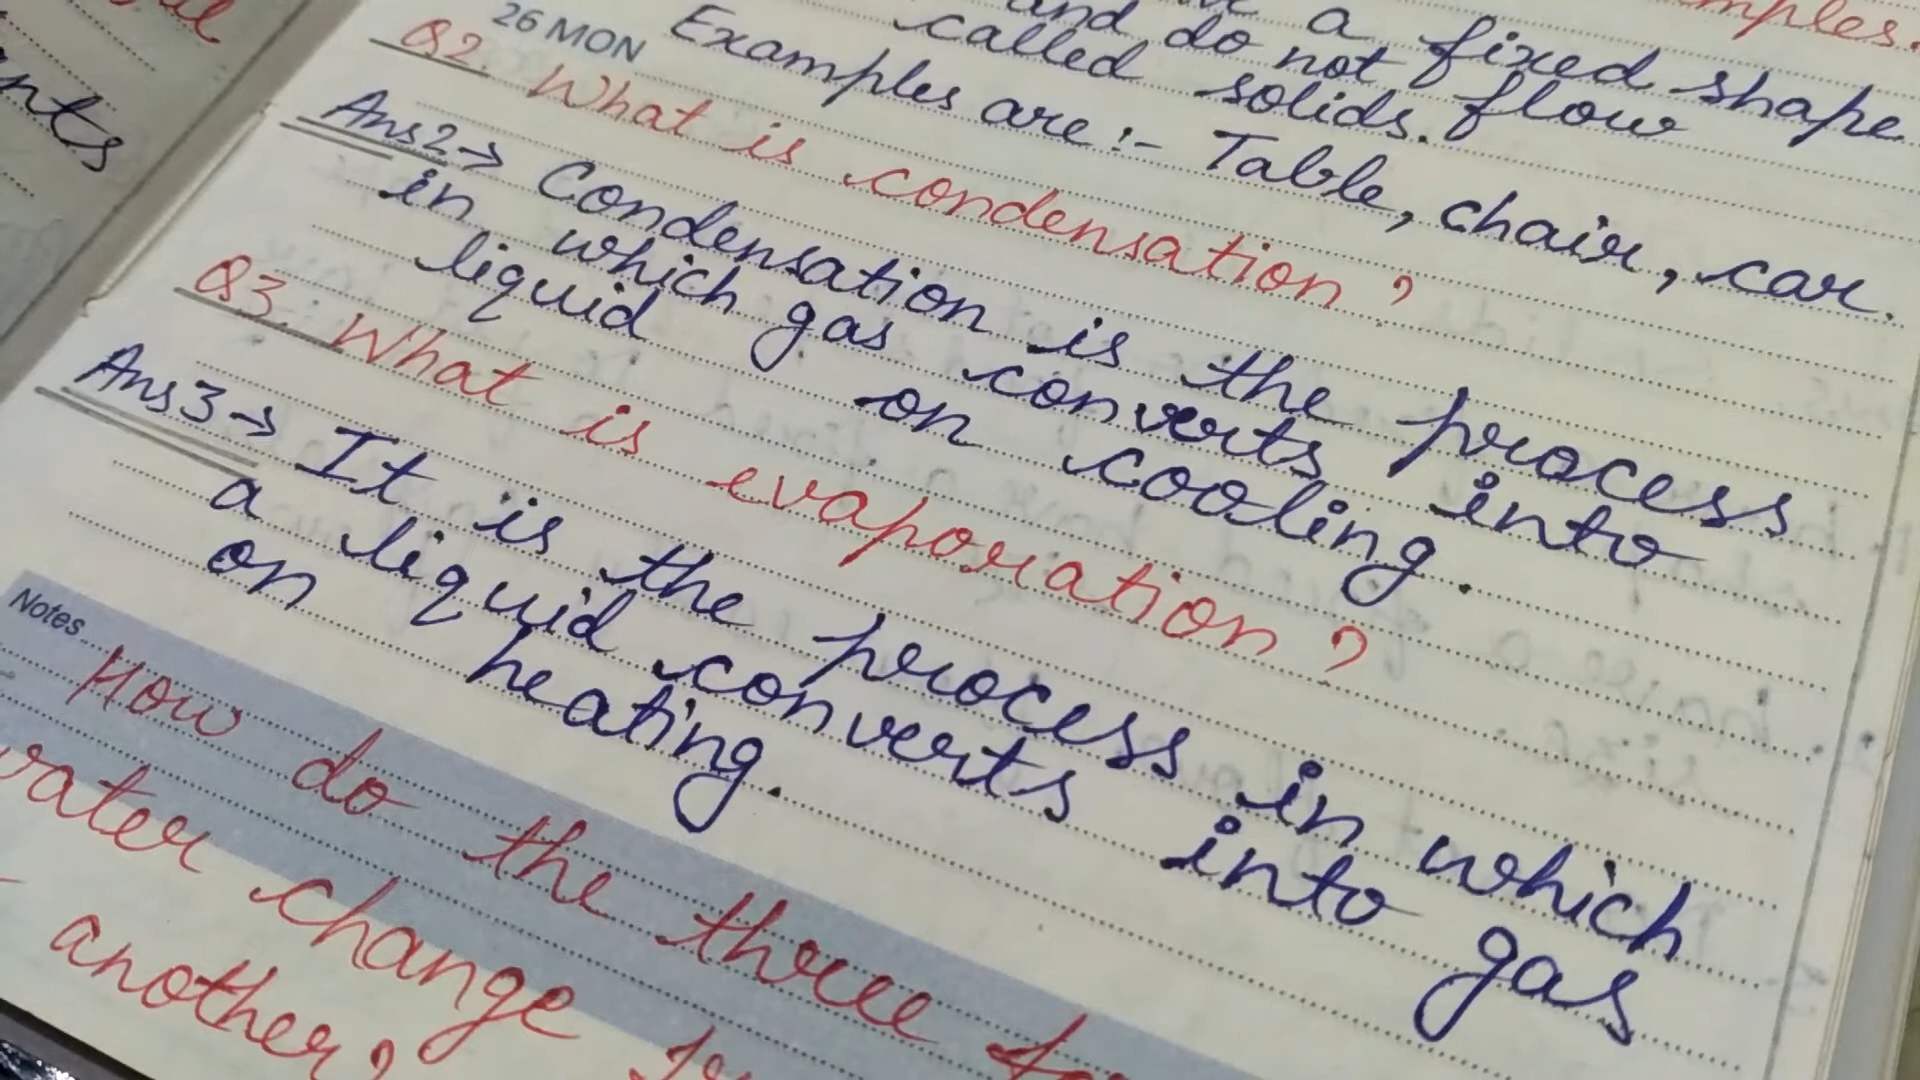 mples.
a fixed shape
and do not flow
called solids.
Examples are:- Table, chair, car.
26 MON
Q2. What is condensation?
Ans2→ Condensation is the process
in which gas converts into
liquid on cooling.
Q3. What is evaporation?
Ans3→ It is the process in which
a liquid converts into gas
on heating.
Notes
How do the three
water change
another?
nts